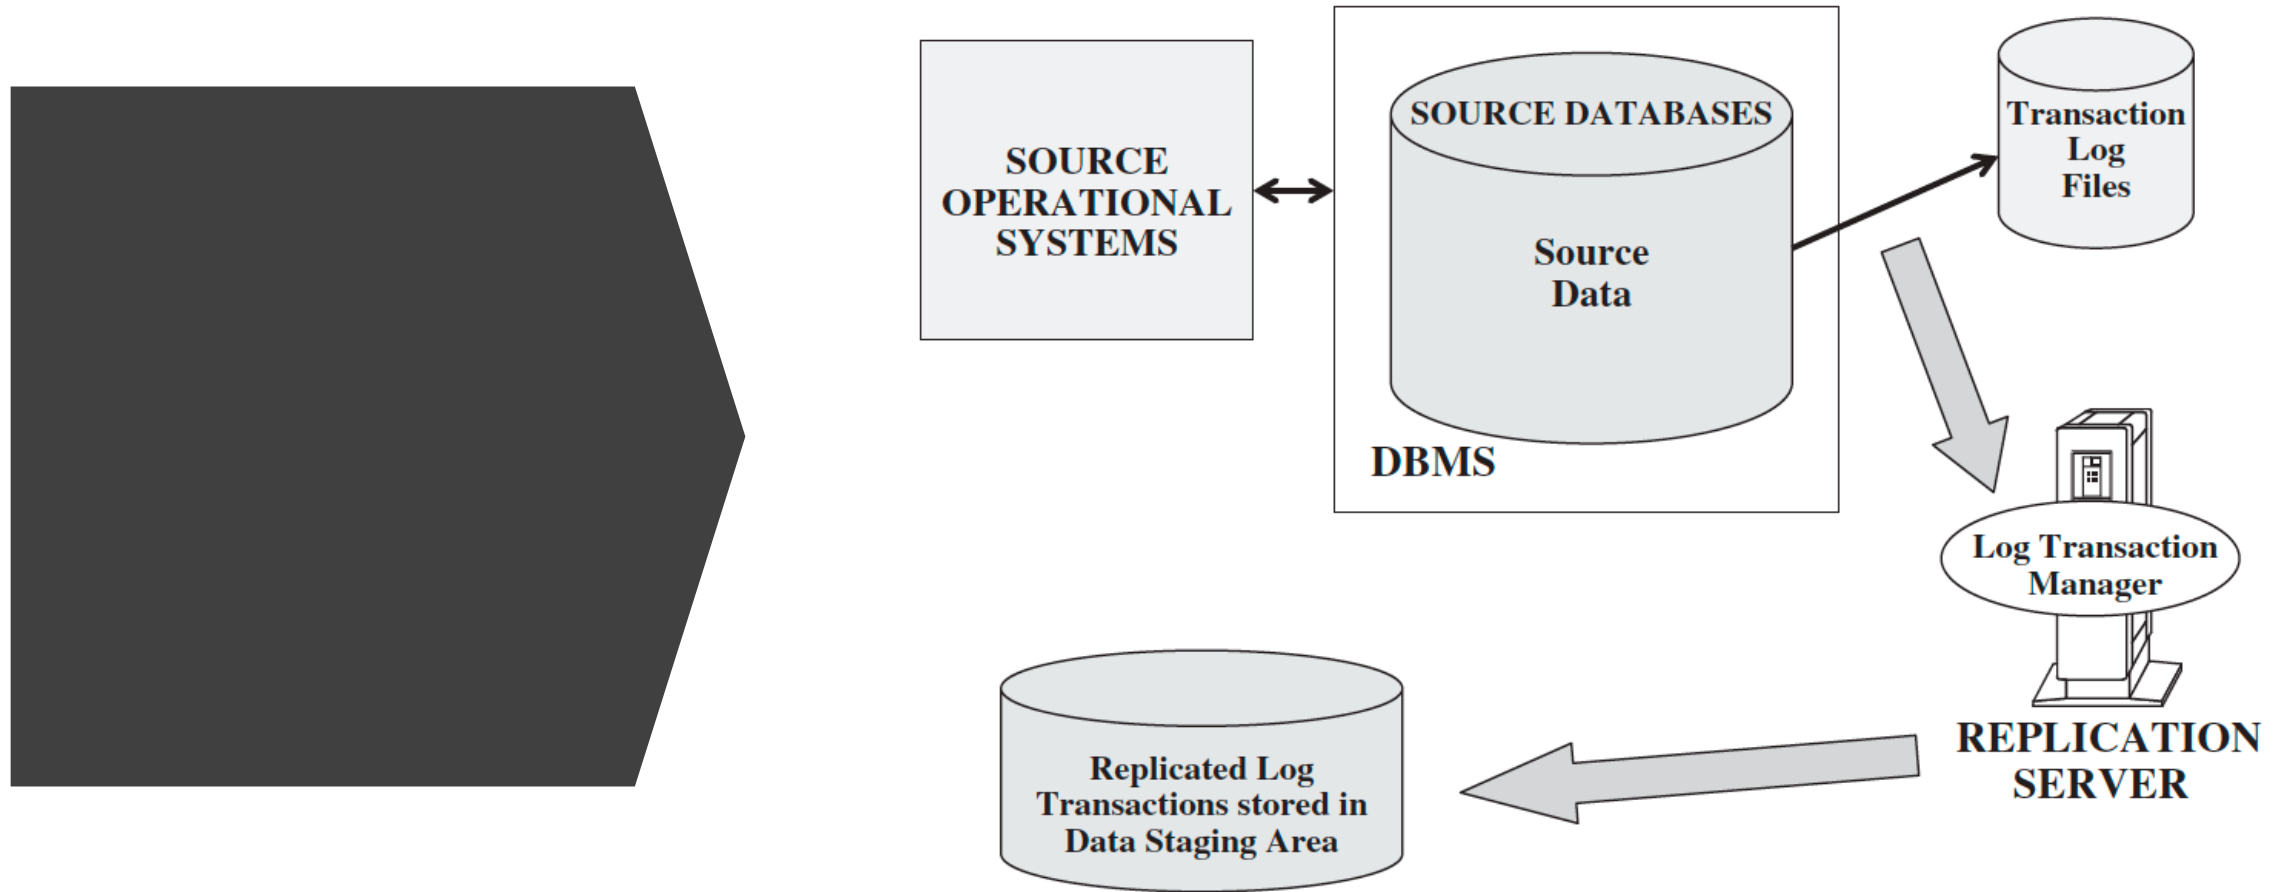 SOURCE
OPERATIONAL
SYSTEMS
SOURCE DATABASES
Source
Data
DBMS
Transaction
Log
Files
Log Transaction
Manager
REPLICATION
SERVER
Replicated Log
Transactions stored in
Data Staging Area